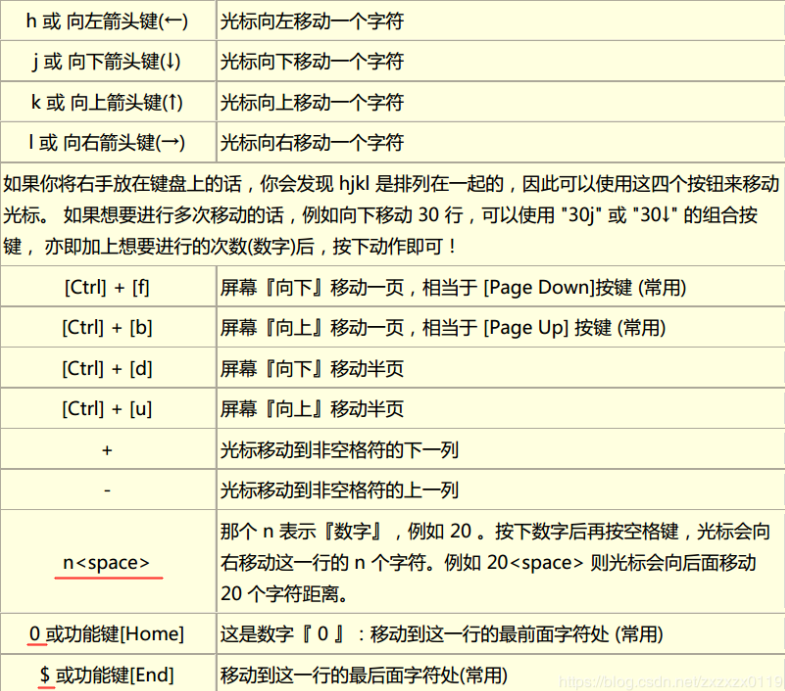 h 或 向左箭头键(←) 光标向左移动一个字符
j 或 向下箭头键(↓) 光标向下移动一个字符
k 或 向上箭头键(↑) 光标向上移动一个字符
l 或 向右箭头键(→) 光标向右移动一个字符
如果你将右手放在键盘上的话，你会发现 hjkl 是排列在一起的，因此可以使用这四个按钮来移动
光标。 如果想要进行多次移动的话，例如向下移动 30 行，可以使用 "30j" 或 "30↓" 的组合按
键， 亦即加上想要进行的次数(数字)后，按下动作即可！
[Ctrl] + [f] 屏幕『向下』移动一页，相当于 [Page Down]按键 (常用)
[Ctrl] + [b] 屏幕『向上』移动一页，相当于 [Page Up] 按键 (常用)
[Ctrl] + [d] 屏幕『向下』移动半页
[Ctrl] + [u] 屏幕『向上』移动半页
+ 光标移动到非空格符的下一列
- 光标移动到非空格符的上一列
n<space> 那个 n 表示『数字』，例如 20 。按下数字后再按空格键，光标会向
右移动这一行的 n 个字符。例如 20<space> 则光标会向后面移动
20 个字符距离。
0 或功能键[Home] 这是数字『 0 』：移动到这一行的最前面字符处 (常用)
$ 或功能键[End] 移动到这一行的最后面字符处(常用)
https://blog.csdn.net/zxzxzx0119